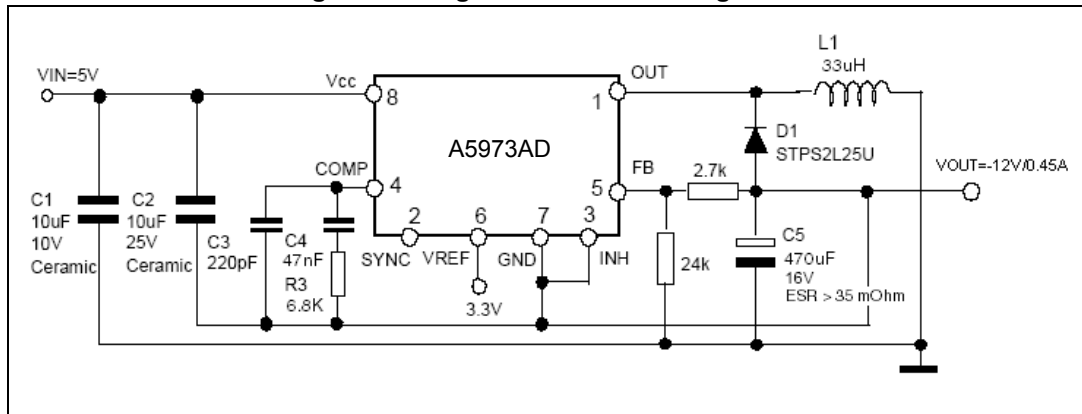 L1
33uH
VIN=5V
Vcc
OUT
8
1
A5973AD
D1
STPS2L25U
COMP
FB
2.7k
VOUT=-12V/0.45A
4
5
C1
10uF
10V
Ceramic
C2
10uF
25V
Ceramic
C3
220pF
C4
47nF
R3
6.8K
2
6
7
3
SYNC
VREF
GND
INH
3.3V
24k
C5
470uF
16V
ESR > 35 mOhm